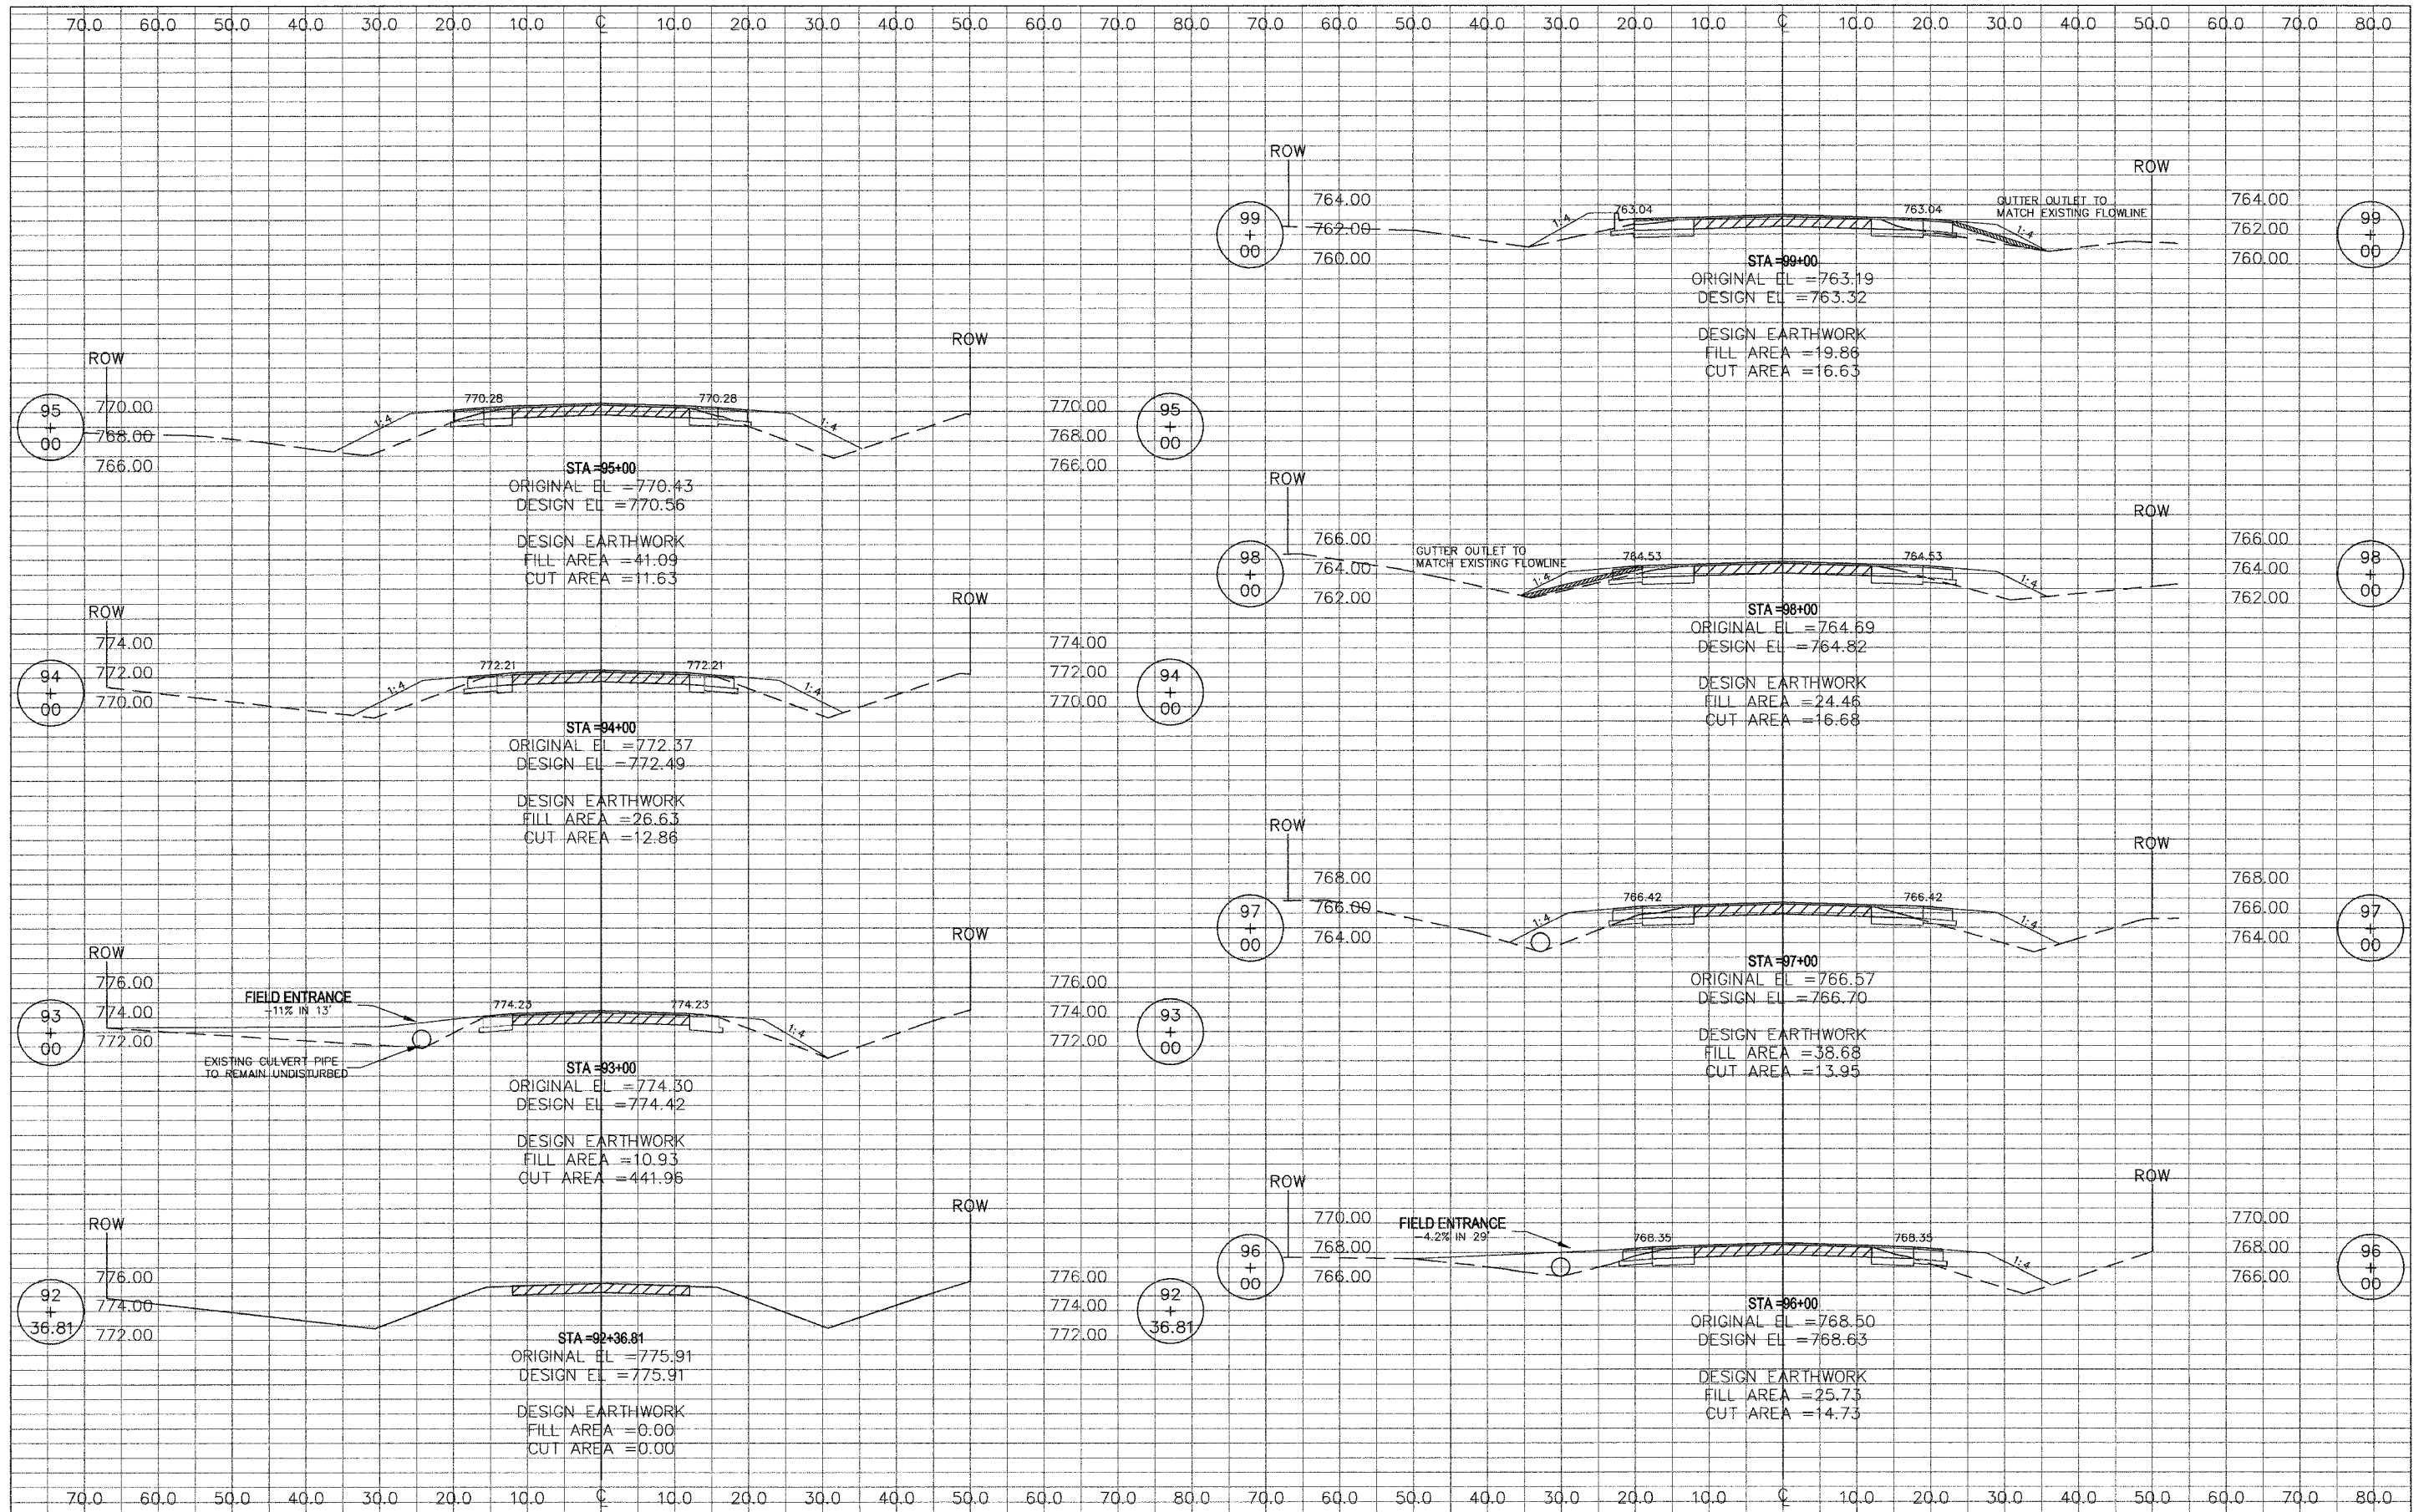 70.0 60.0 50.0 40.0 30.0 20.0 10.0 ℄ 10.0 20.0 30.0 40.0 50.0 60.0 70.0 80.0 70.0 60.0 50.0 40.0 30.0 20.0 10.0 ℄ 10.0 20.0 30.0 40.0 50.0 60.0 70.0 80.0
ROW
ROW
95
+
00
770.00
768.00
766.00
1:4
770.28
770.28
1:4
770.00
768.00
766.00
95
+
00
STA =95+00
ORIGINAL EL =770.43
DESIGN EL =770.56
DESIGN EARTHWORK
FILL AREA =41.09
CUT AREA =11.63
ROW
ROW
94
+
00
774.00
772.00
770.00
1:4
772.21
772.21
1:4
774.00
772.00
770.00
94
+
00
STA =94+00
ORIGINAL EL =772.37
DESIGN EL =772.49
DESIGN EARTHWORK
FILL AREA =26.63
CUT AREA =12.86
ROW
ROW
93
+
00
776.00
774.00
772.00
FIELD ENTRANCE
-11% IN 13'
EXISTING CULVERT PIPE
TO REMAIN UNDISTURBED
774.23
774.23
1:4
776.00
774.00
772.00
93
+
00
STA =93+00
ORIGINAL EL =774.30
DESIGN EL =774.42
DESIGN EARTHWORK
FILL AREA =10.93
CUT AREA =441.96
ROW
ROW
92
+
36.81
776.00
774.00
772.00
776.00
774.00
772.00
92
+
36.81
STA =92+36.81
ORIGINAL EL =775.91
DESIGN EL =775.91
DESIGN EARTHWORK
FILL AREA =0.00
CUT AREA =0.00
ROW
ROW
99
+
00
764.00
762.00
760.00
1:4
763.04
763.04
GUTTER OUTLET TO
MATCH EXISTING FLOWLINE
1:4
764.00
762.00
760.00
99
+
00
STA =99+00
ORIGINAL EL =763.19
DESIGN EL =763.32
DESIGN EARTHWORK
FILL AREA =19.86
CUT AREA =16.63
ROW
ROW
98
+
00
766.00
764.00
762.00
GUTTER OUTLET TO
MATCH EXISTING FLOWLINE
1:4
764.53
764.53
1:4
766.00
764.00
762.00
98
+
00
STA =98+00
ORIGINAL EL =764.69
DESIGN EL =764.82
DESIGN EARTHWORK
FILL AREA =24.46
CUT AREA =16.68
ROW
ROW
97
+
00
768.00
766.00
764.00
1:4
766.42
766.42
1:4
768.00
766.00
764.00
97
+
00
STA =97+00
ORIGINAL EL =766.57
DESIGN EL =766.70
DESIGN EARTHWORK
FILL AREA =38.68
CUT AREA =13.95
ROW
ROW
96
+
00
770.00
768.00
766.00
FIELD ENTRANCE
-4.2% IN 29'
768.35
768.35
1:4
770.00
768.00
766.00
96
+
00
STA =96+00
ORIGINAL EL =768.50
DESIGN EL =768.63
DESIGN EARTHWORK
FILL AREA =25.73
CUT AREA =14.73
70.0 60.0 50.0 40.0 30.0 20.0 10.0 ℄ 10.0 20.0 30.0 40.0 50.0 60.0 70.0 80.0 70.0 60.0 50.0 40.0 30.0 20.0 10.0 ℄ 10.0 20.0 30.0 40.0 50.0 60.0 70.0 80.0